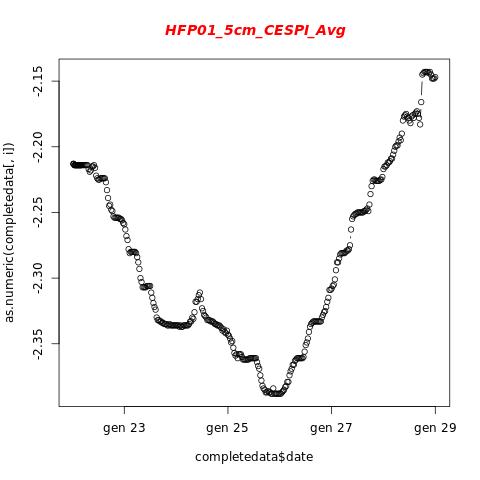 HFP01_5cm_CESPI_Avg
as.numeric(completedata[, i])
-2.15
-2.20
-2.25
-2.30
-2.35
gen 23
gen 25
gen 27
gen 29
completedata$date